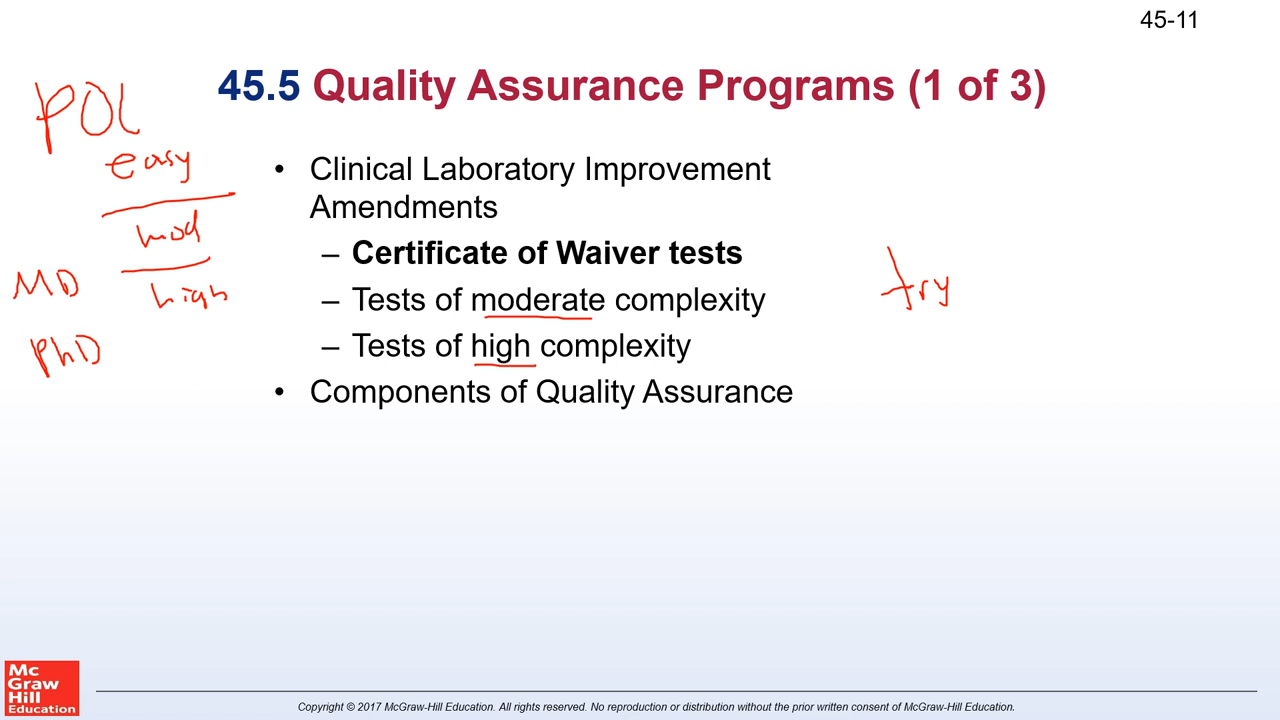 45-11
45.5 Quality Assurance Programs (1 of 3)
POL
easy
mod
high
MD
PhD
• Clinical Laboratory Improvement
Amendments
– Certificate of Waiver tests
– Tests of moderate complexity
– Tests of high complexity
• Components of Quality Assurance
try
Mc
Graw
Hill
Education
Copyright © 2017 McGraw-Hill Education. All rights reserved. No reproduction or distribution without the prior written consent of McGraw-Hill Education.